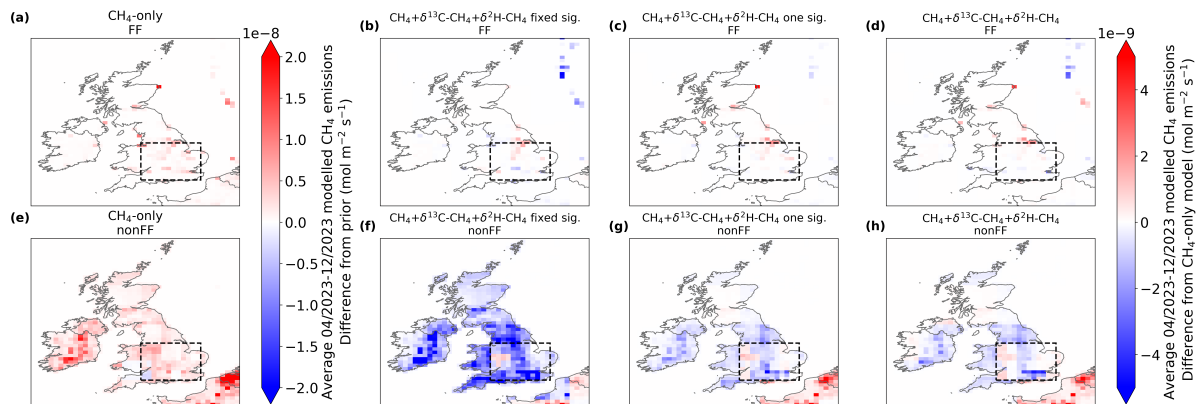 (a)
CH₄-only
FF
1e−8
2.0
1.5
1.0
0.5
0.0
−0.5
−1.0
−1.5
−2.0
Average 04/2023-12/2023 modelled CH₄ emissions
Difference from prior (mol m⁻² s⁻¹)
(b)
CH₄+δ¹³C-CH₄+δ²H-CH₄ fixed sig.
FF
(c)
CH₄+δ¹³C-CH₄+δ²H-CH₄ one sig.
FF
(d)
CH₄+δ¹³C-CH₄+δ²H-CH₄
FF
1e−9
4
2
0
−2
−4
Average 04/2023-12/2023 modelled CH₄ emissions
Difference from CH₄-only model (mol m⁻² s⁻¹)
(e)
CH₄-only
nonFF
(f)
CH₄+δ¹³C-CH₄+δ²H-CH₄ fixed sig.
nonFF
(g)
CH₄+δ¹³C-CH₄+δ²H-CH₄ one sig.
nonFF
(h)
CH₄+δ¹³C-CH₄+δ²H-CH₄
nonFF